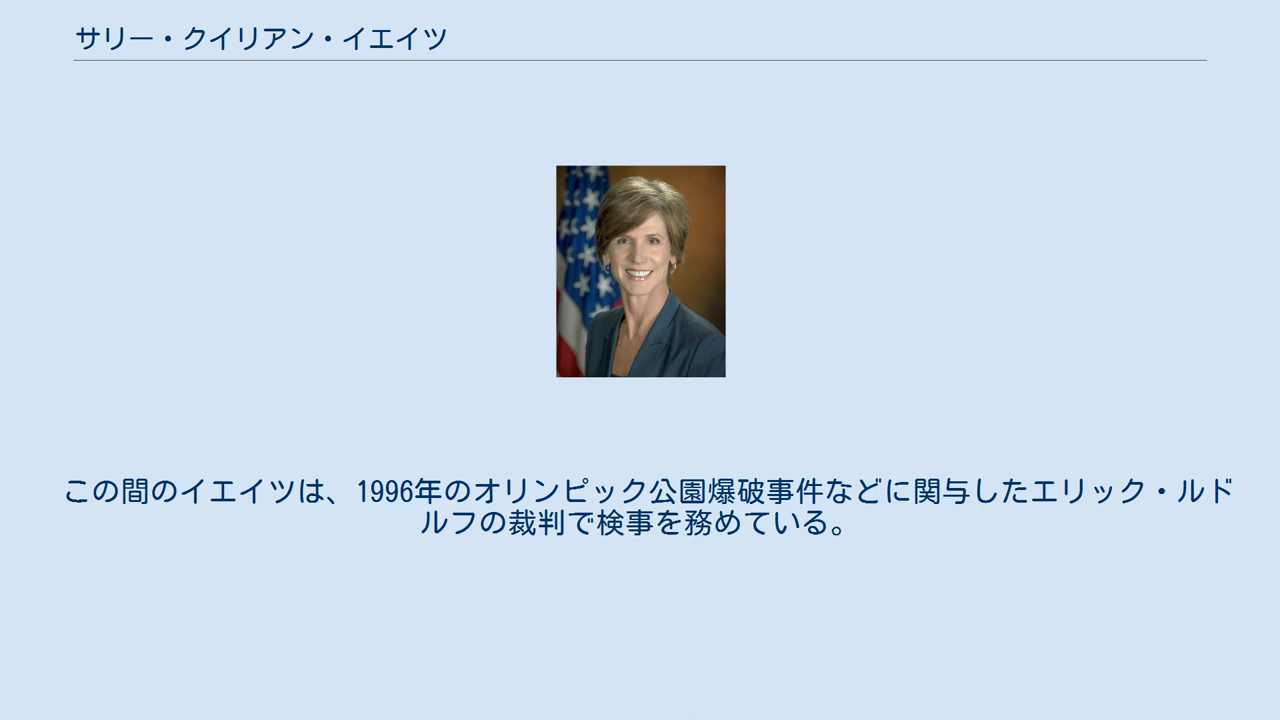 サリー・クイリアン・イエイツ
この間のイエイツは、1996年のオリンピック公園爆破事件などに関与したエリック・ルド
ルフの裁判で検事を務めている。